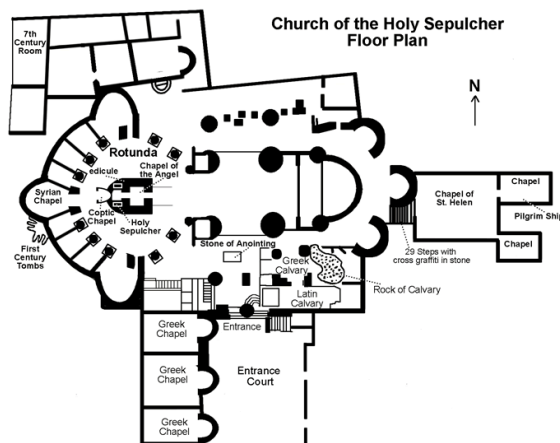 Church of the Holy Sepulcher
Floor Plan
7th
Century
Room
N
Rotunda
edicule
Chapel of
the Angel
Syrian Chapel
Coptic
Chapel
Holy
Sepulcher
First
Century
Tombs
Stone of Anointing
Greek
Calvary
Latin
Calvary
Rock of Calvary
Chapel of
St. Helen
Chapel
Pilgrim Ship
Chapel
29 Steps with
cross graffiti in stone
Entrance
Greek
Chapel
Greek
Chapel
Greek
Chapel
Entrance
Court